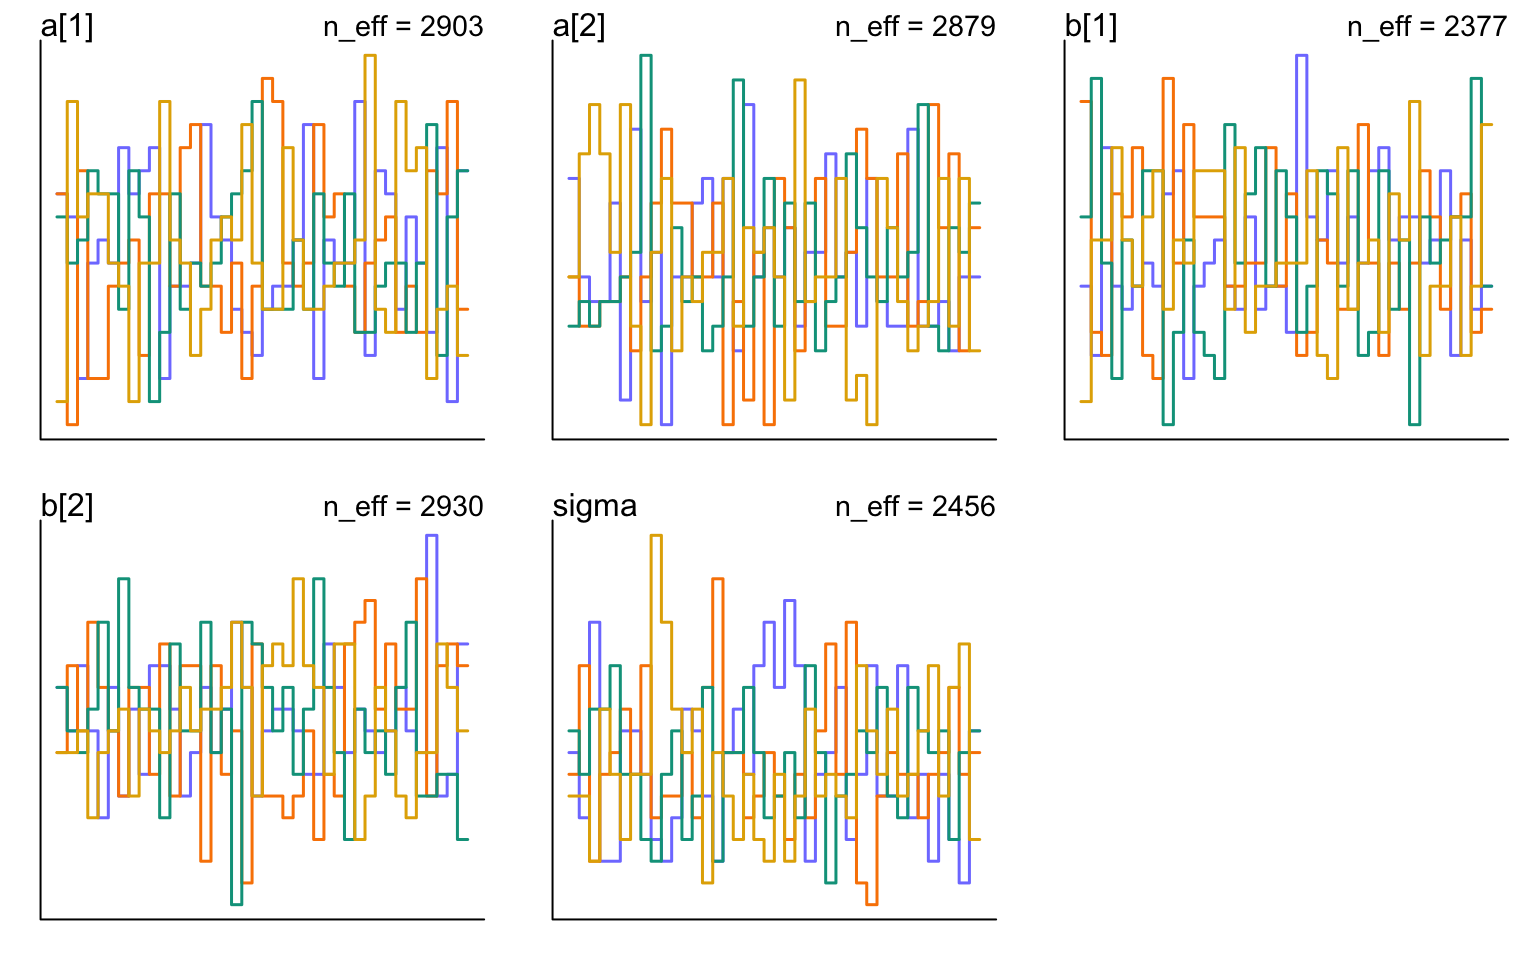 a[1] n_eff = 2903
a[2] n_eff = 2879
b[1] n_eff = 2377
b[2] n_eff = 2930
sigma n_eff = 2456